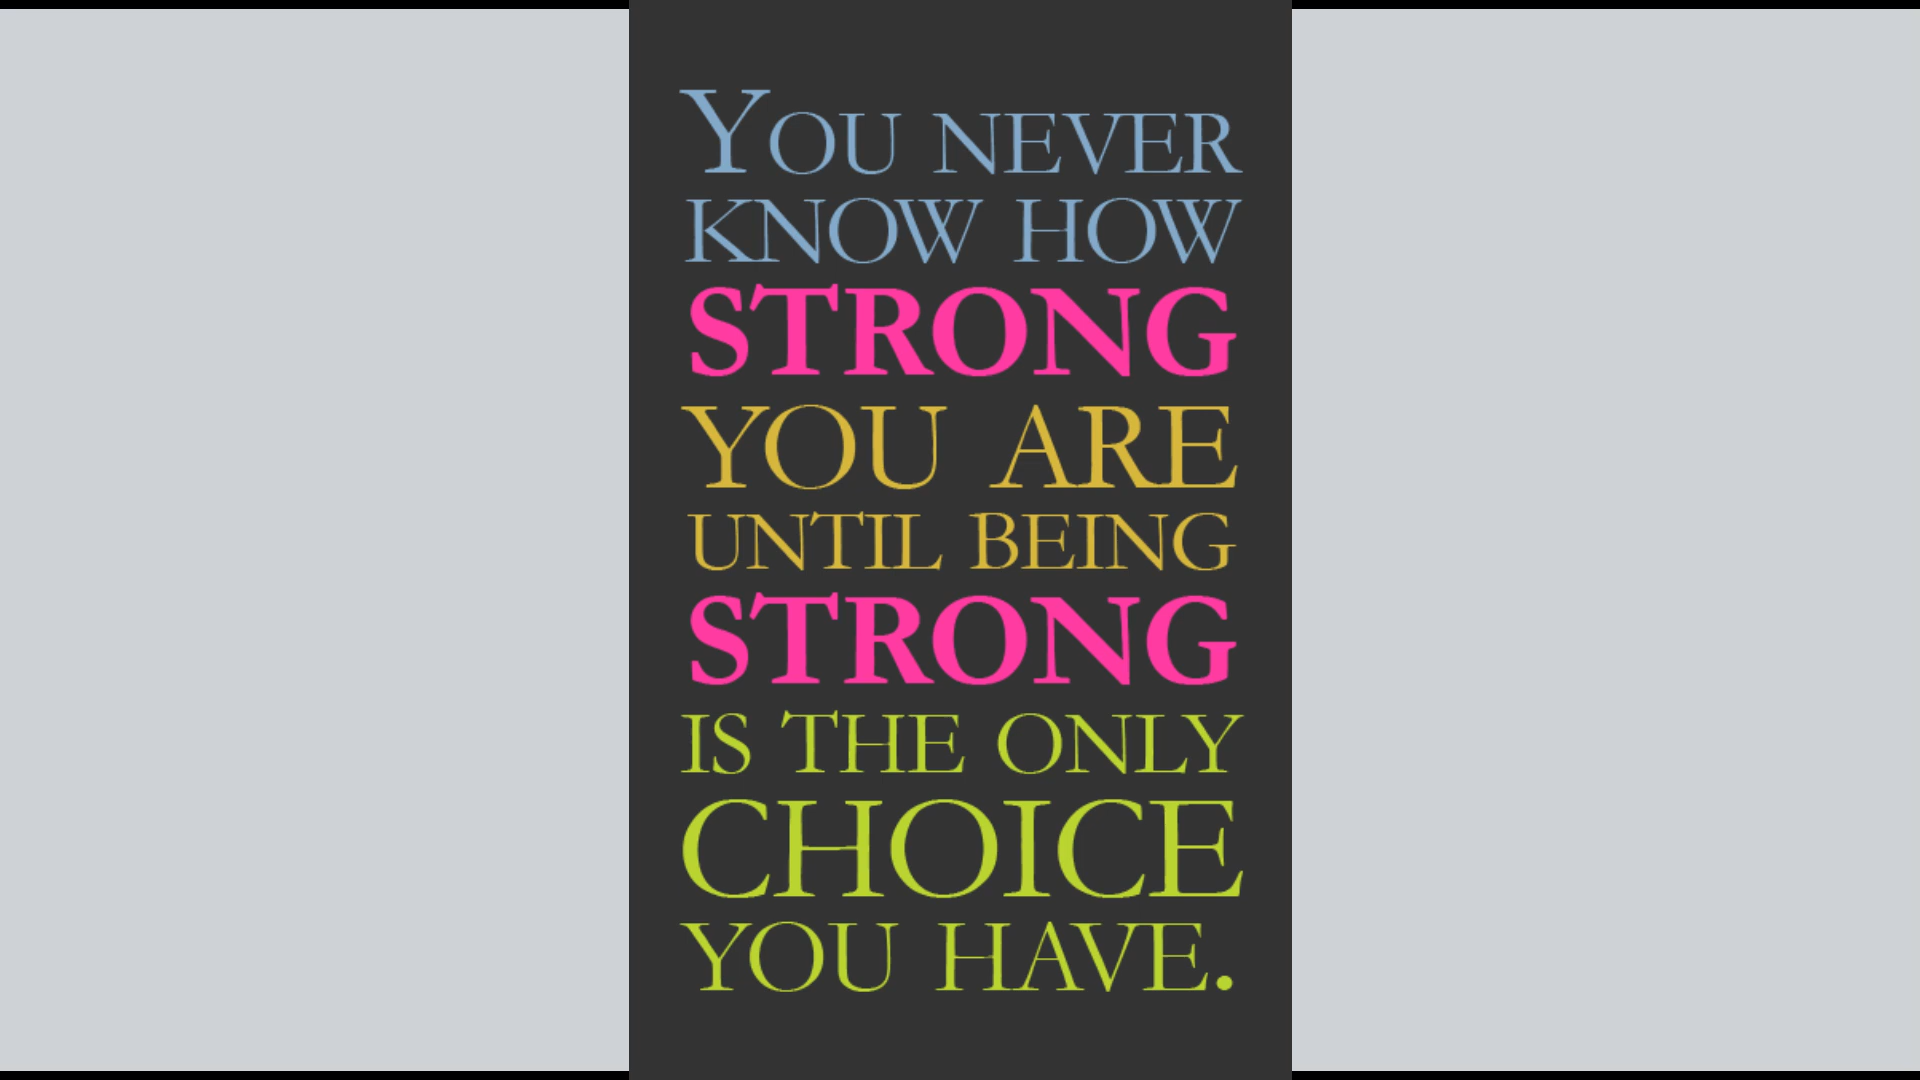 You never
know how
STRONG
YOU ARE
UNTIL BEING
STRONG
IS THE ONLY
CHOICE
YOU HAVE.